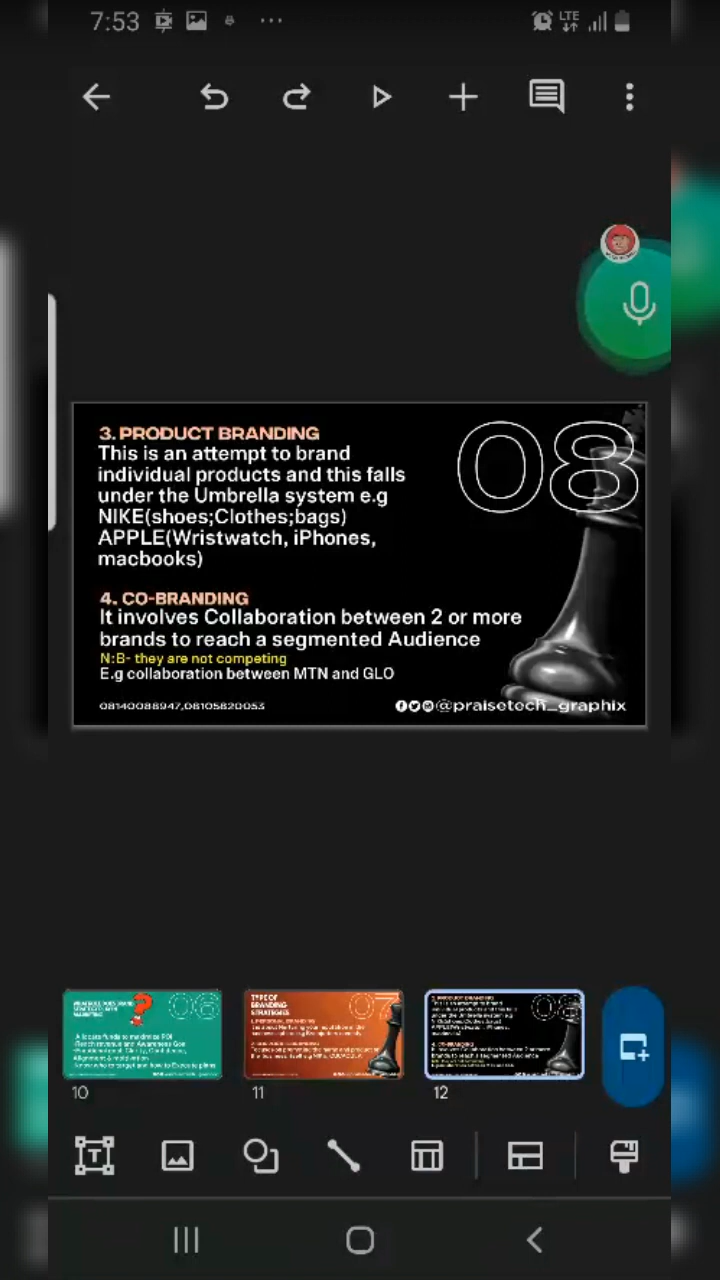 7:53
LTE
3. PRODUCT BRANDING
This is an attempt to brand
individual products and this falls
under the Umbrella system e.g
NIKE(shoes;Clothes;bags)
APPLE(Wristwatch, iPhones,
macbooks)
08
4. CO-BRANDING
It involves Collaboration between 2 or more
brands to reach a segmented Audience
N:B- they are not competing
E.g collaboration between MTN and GLO
08140088947,08105820053
@praisetech_graphix
06
TYPE OF
BRANDING
STRATEGIES
07
08
10
11
12